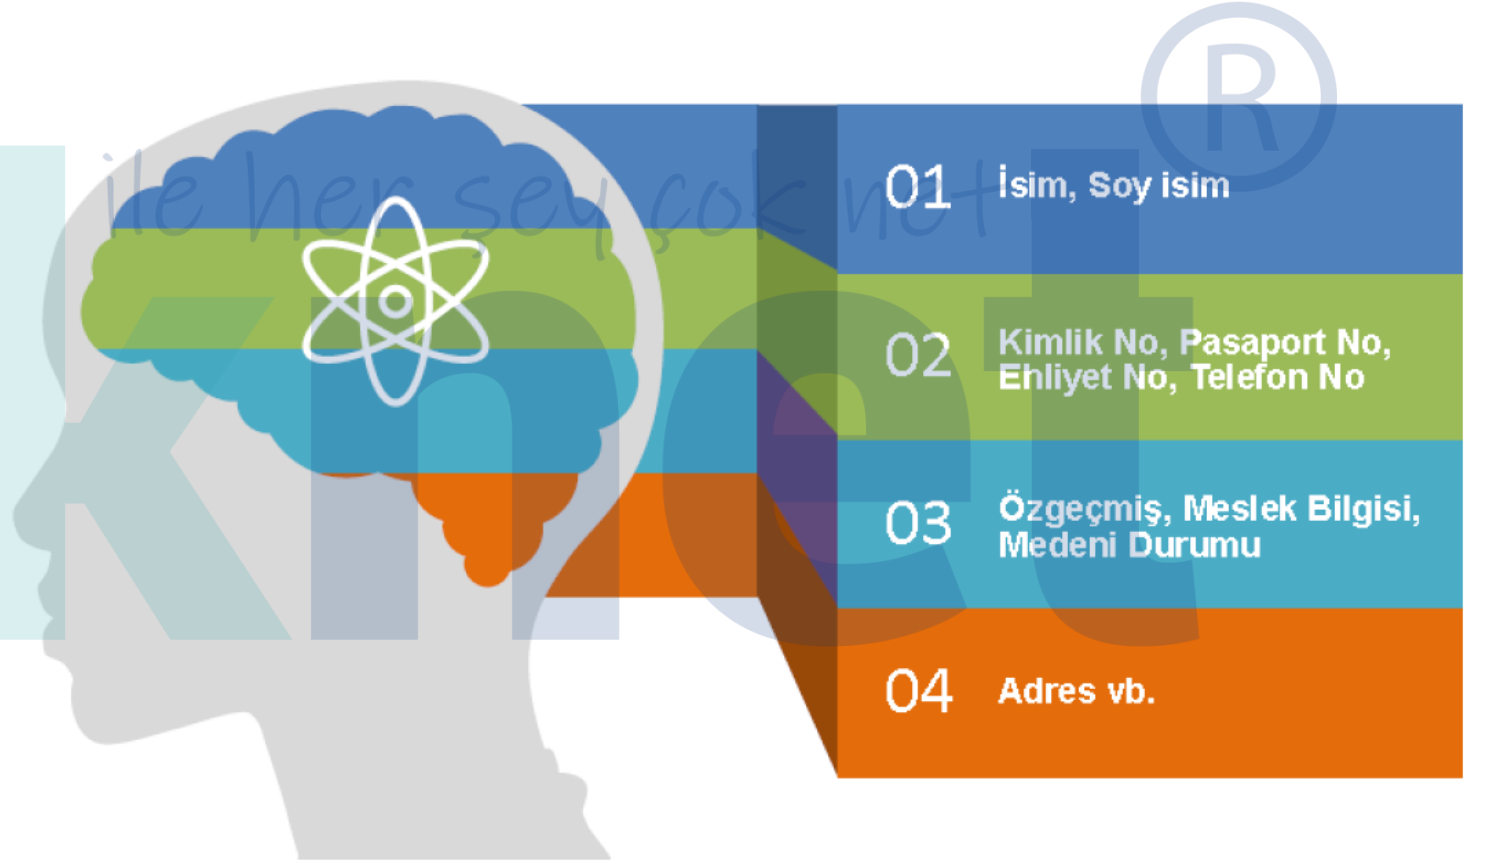 ®
ile her şey çok net
knet
01
İsim, Soy isim
02
Kimlik No, Pasaport No,
Ehliyet No, Telefon No
03
Özgeçmiş, Meslek Bilgisi,
Medeni Durumu
04
Adres vb.